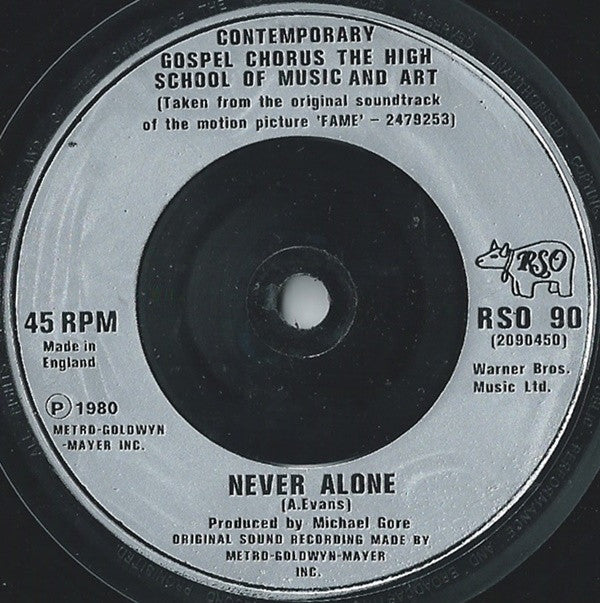 CONTEMPORARY
GOSPEL CHORUS THE HIGH
SCHOOL OF MUSIC AND ART
(Taken from the original soundtrack
of the motion picture 'FAME' - 2479253)
RSO
45 RPM
Made in
England
Ⓟ 1980
METRO-GOLDWYN
-MAYER INC.
RSO 90
(2090450)
Warner Bros.
Music Ltd.
NEVER ALONE
(A.Evans)
Produced by Michael Gore
ORIGINAL SOUND RECORDING MADE BY
METRO-GOLDWYN-MAYER
INC.